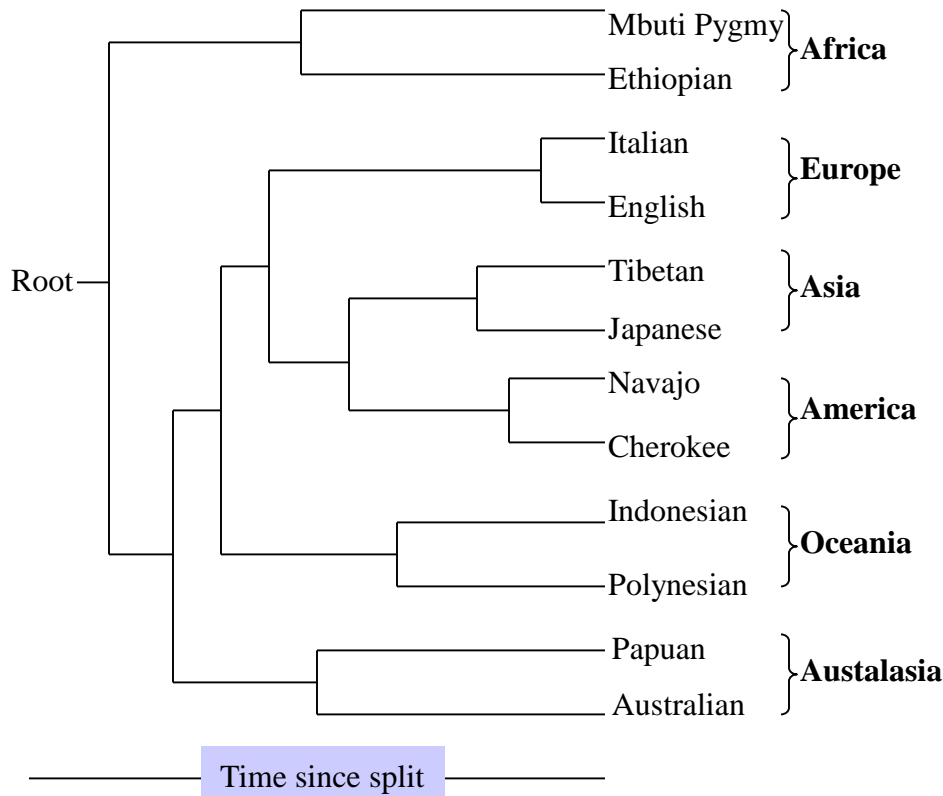 Mbuti Pygmy
Africa
Ethiopian
Italian
Europe
English
Root
Tibetan
Asia
Japanese
Navajo
America
Cherokee
Indonesian
Oceania
Polynesian
Papuan
Austalasia
Australian
Time since split